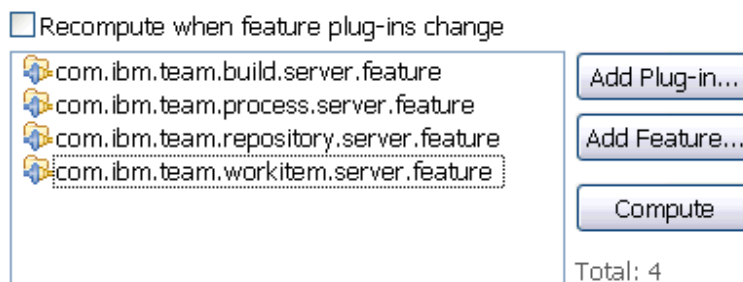 Recompute when feature plug-ins change
com.ibm.team.build.server.feature
com.ibm.team.process.server.feature
com.ibm.team.repository.server.feature
com.ibm.team.workitem.server.feature
Add Plug-in...
Add Feature...
Compute
Total: 4